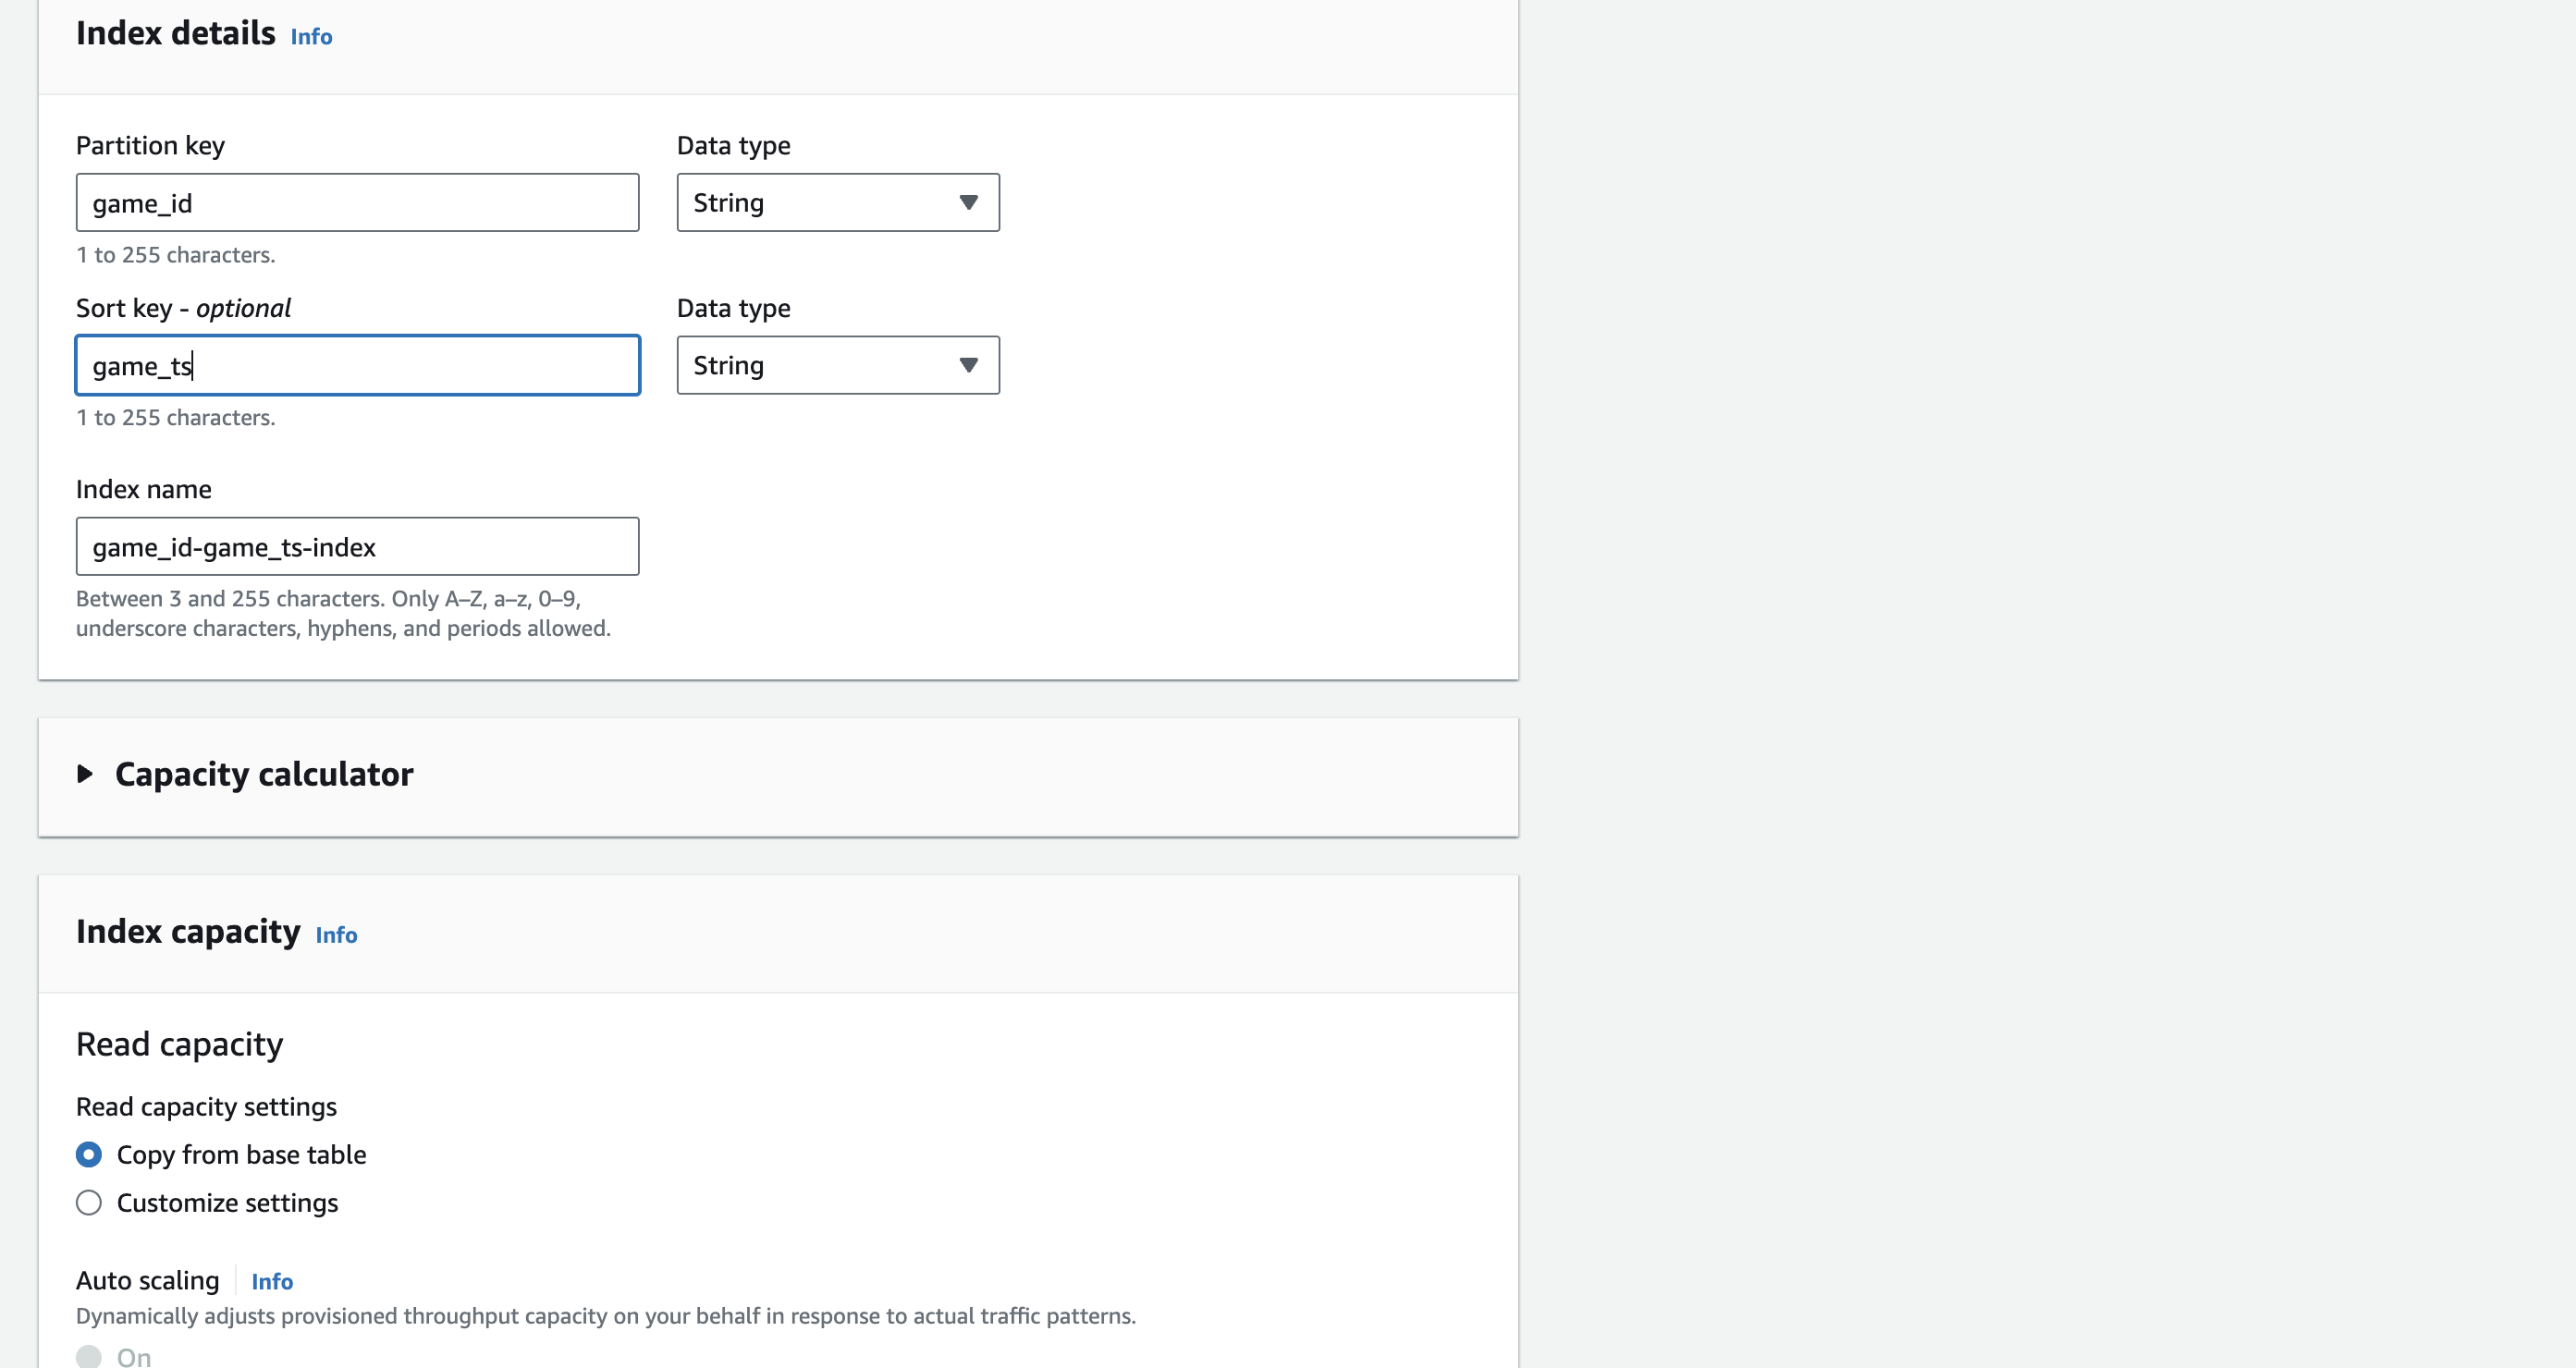 Index details Info
Partition key
Data type
game_id
String
1 to 255 characters.
Sort key - optional
Data type
game_ts
String
1 to 255 characters.
Index name
game_id-game_ts-index
Between 3 and 255 characters. Only A–Z, a–z, 0–9,
underscore characters, hyphens, and periods allowed.
Capacity calculator
Index capacity Info
Read capacity
Read capacity settings
Copy from base table
Customize settings
Auto scaling Info
Dynamically adjusts provisioned throughput capacity on your behalf in response to actual traffic patterns.
On